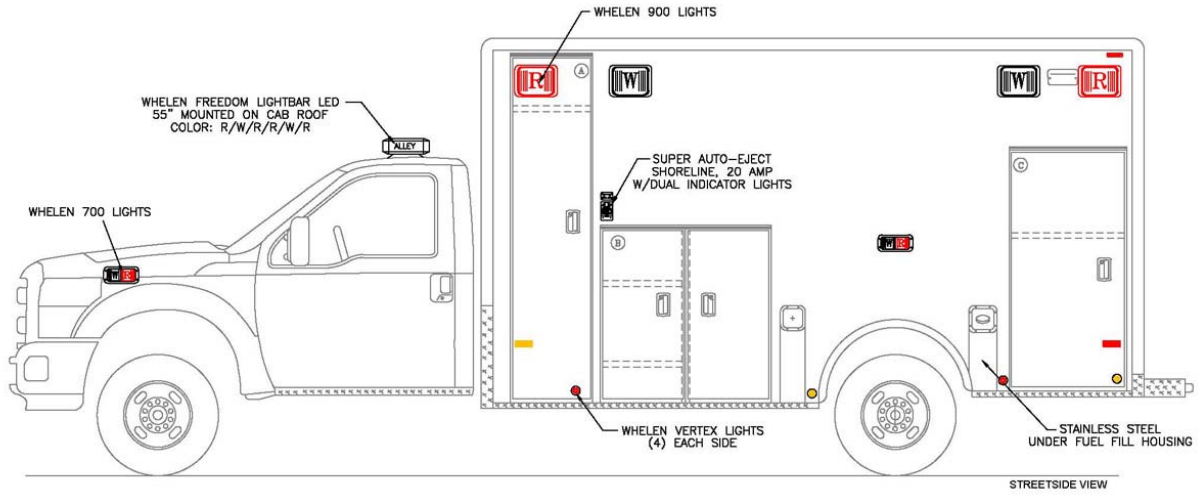 WHELEN 900 LIGHTS
R
A
W
W
R
WHELEN FREEDOM LIGHTBAR LED
55" MOUNTED ON CAB ROOF
COLOR: R/W/R/R/W/R
ALLEY
SUPER AUTO-EJECT
SHORELINE, 20 AMP
W/DUAL INDICATOR LIGHTS
C
WHELEN 700 LIGHTS
B
W R
W R
WHELEN VERTEX LIGHTS
(4) EACH SIDE
STAINLESS STEEL
UNDER FUEL FILL HOUSING
STREETSIDE VIEW